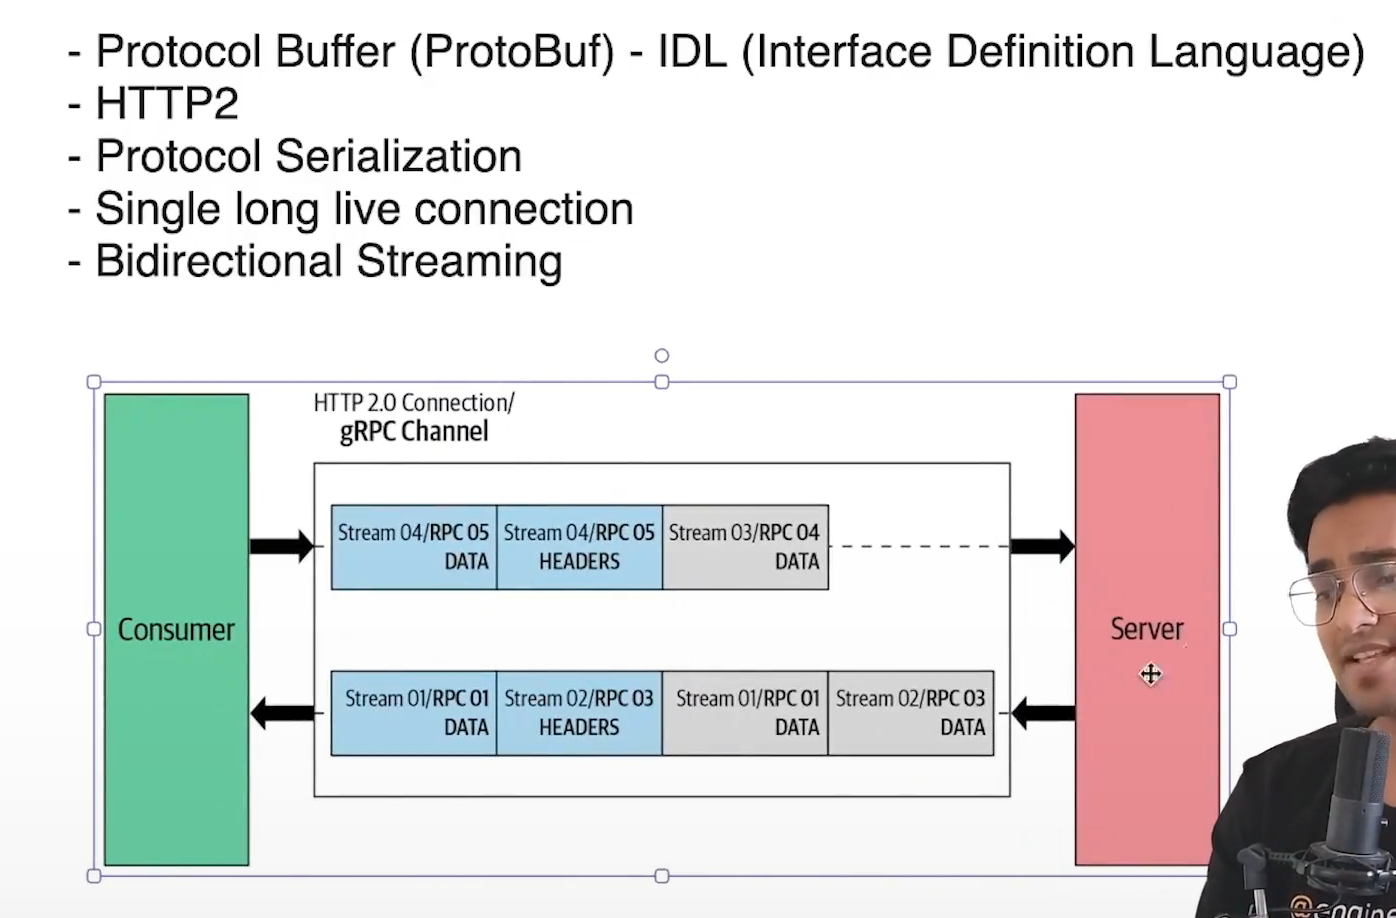 - Protocol Buffer (ProtoBuf) - IDL (Interface Definition Language)
- HTTP2
- Protocol Serialization
- Single long live connection
- Bidirectional Streaming
HTTP 2.0 Connection/
gRPC Channel
Stream 04/RPC 05
DATA
Stream 04/RPC 05
HEADERS
Stream 03/RPC 04
DATA
Consumer
Server
Stream 01/RPC 01
DATA
Stream 02/RPC 03
HEADERS
Stream 01/RPC 01
DATA
Stream 02/RPC 03
DATA